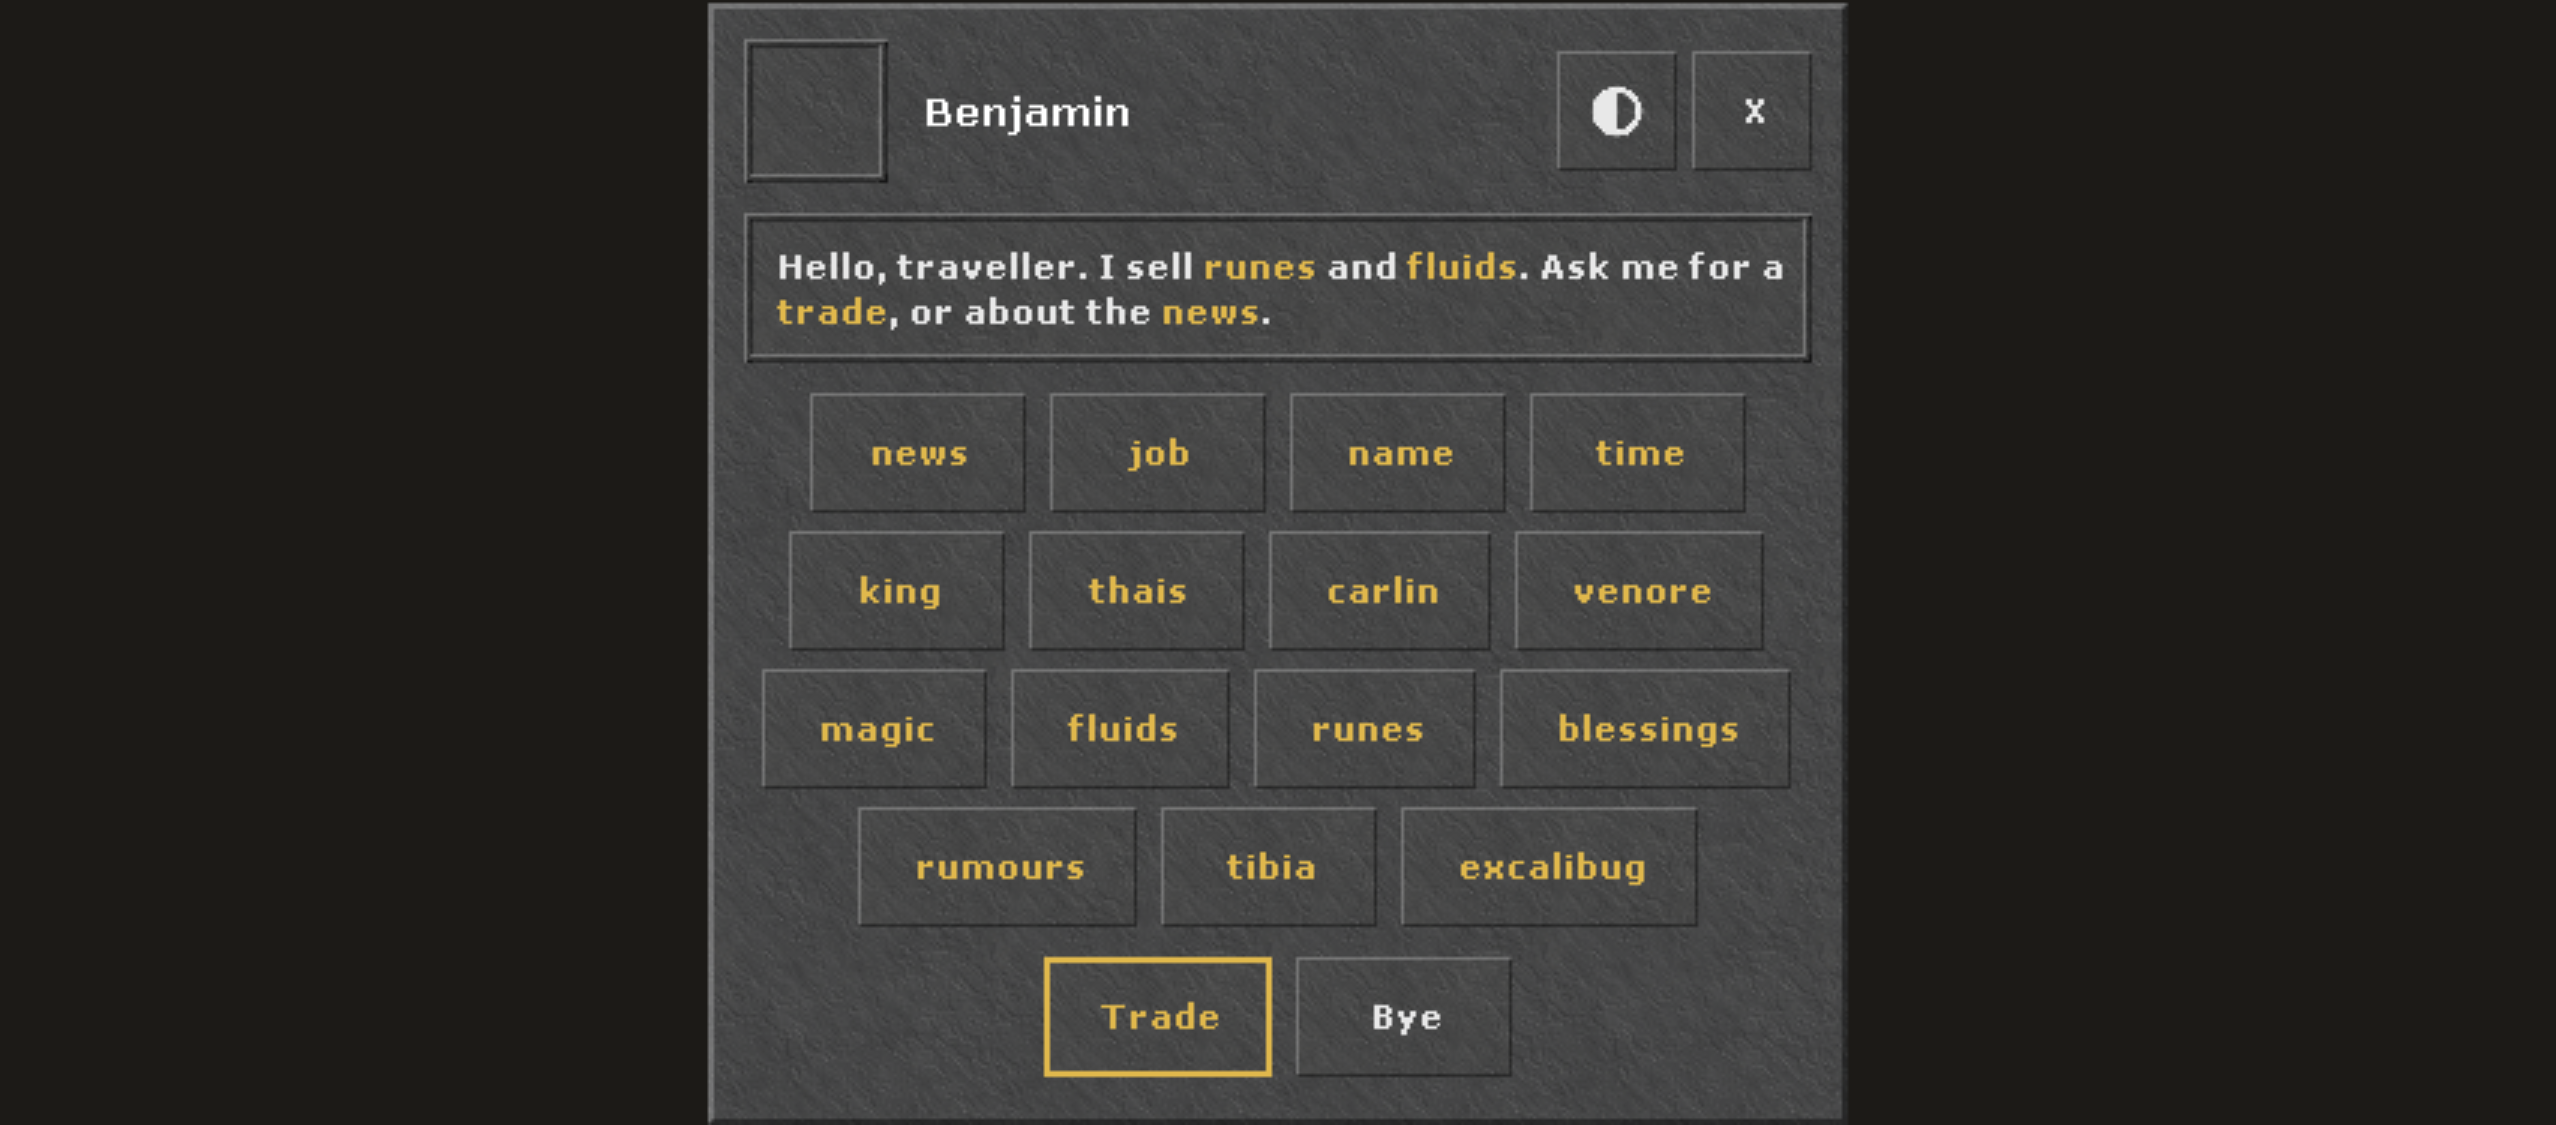 Benjamin
X
Hello, traveller. I sell runes and fluids. Ask me for a
trade, or about the news.
news job name time
king thais carlin venore
magic fluids runes blessings
rumours tibia excalibug
Trade Bye